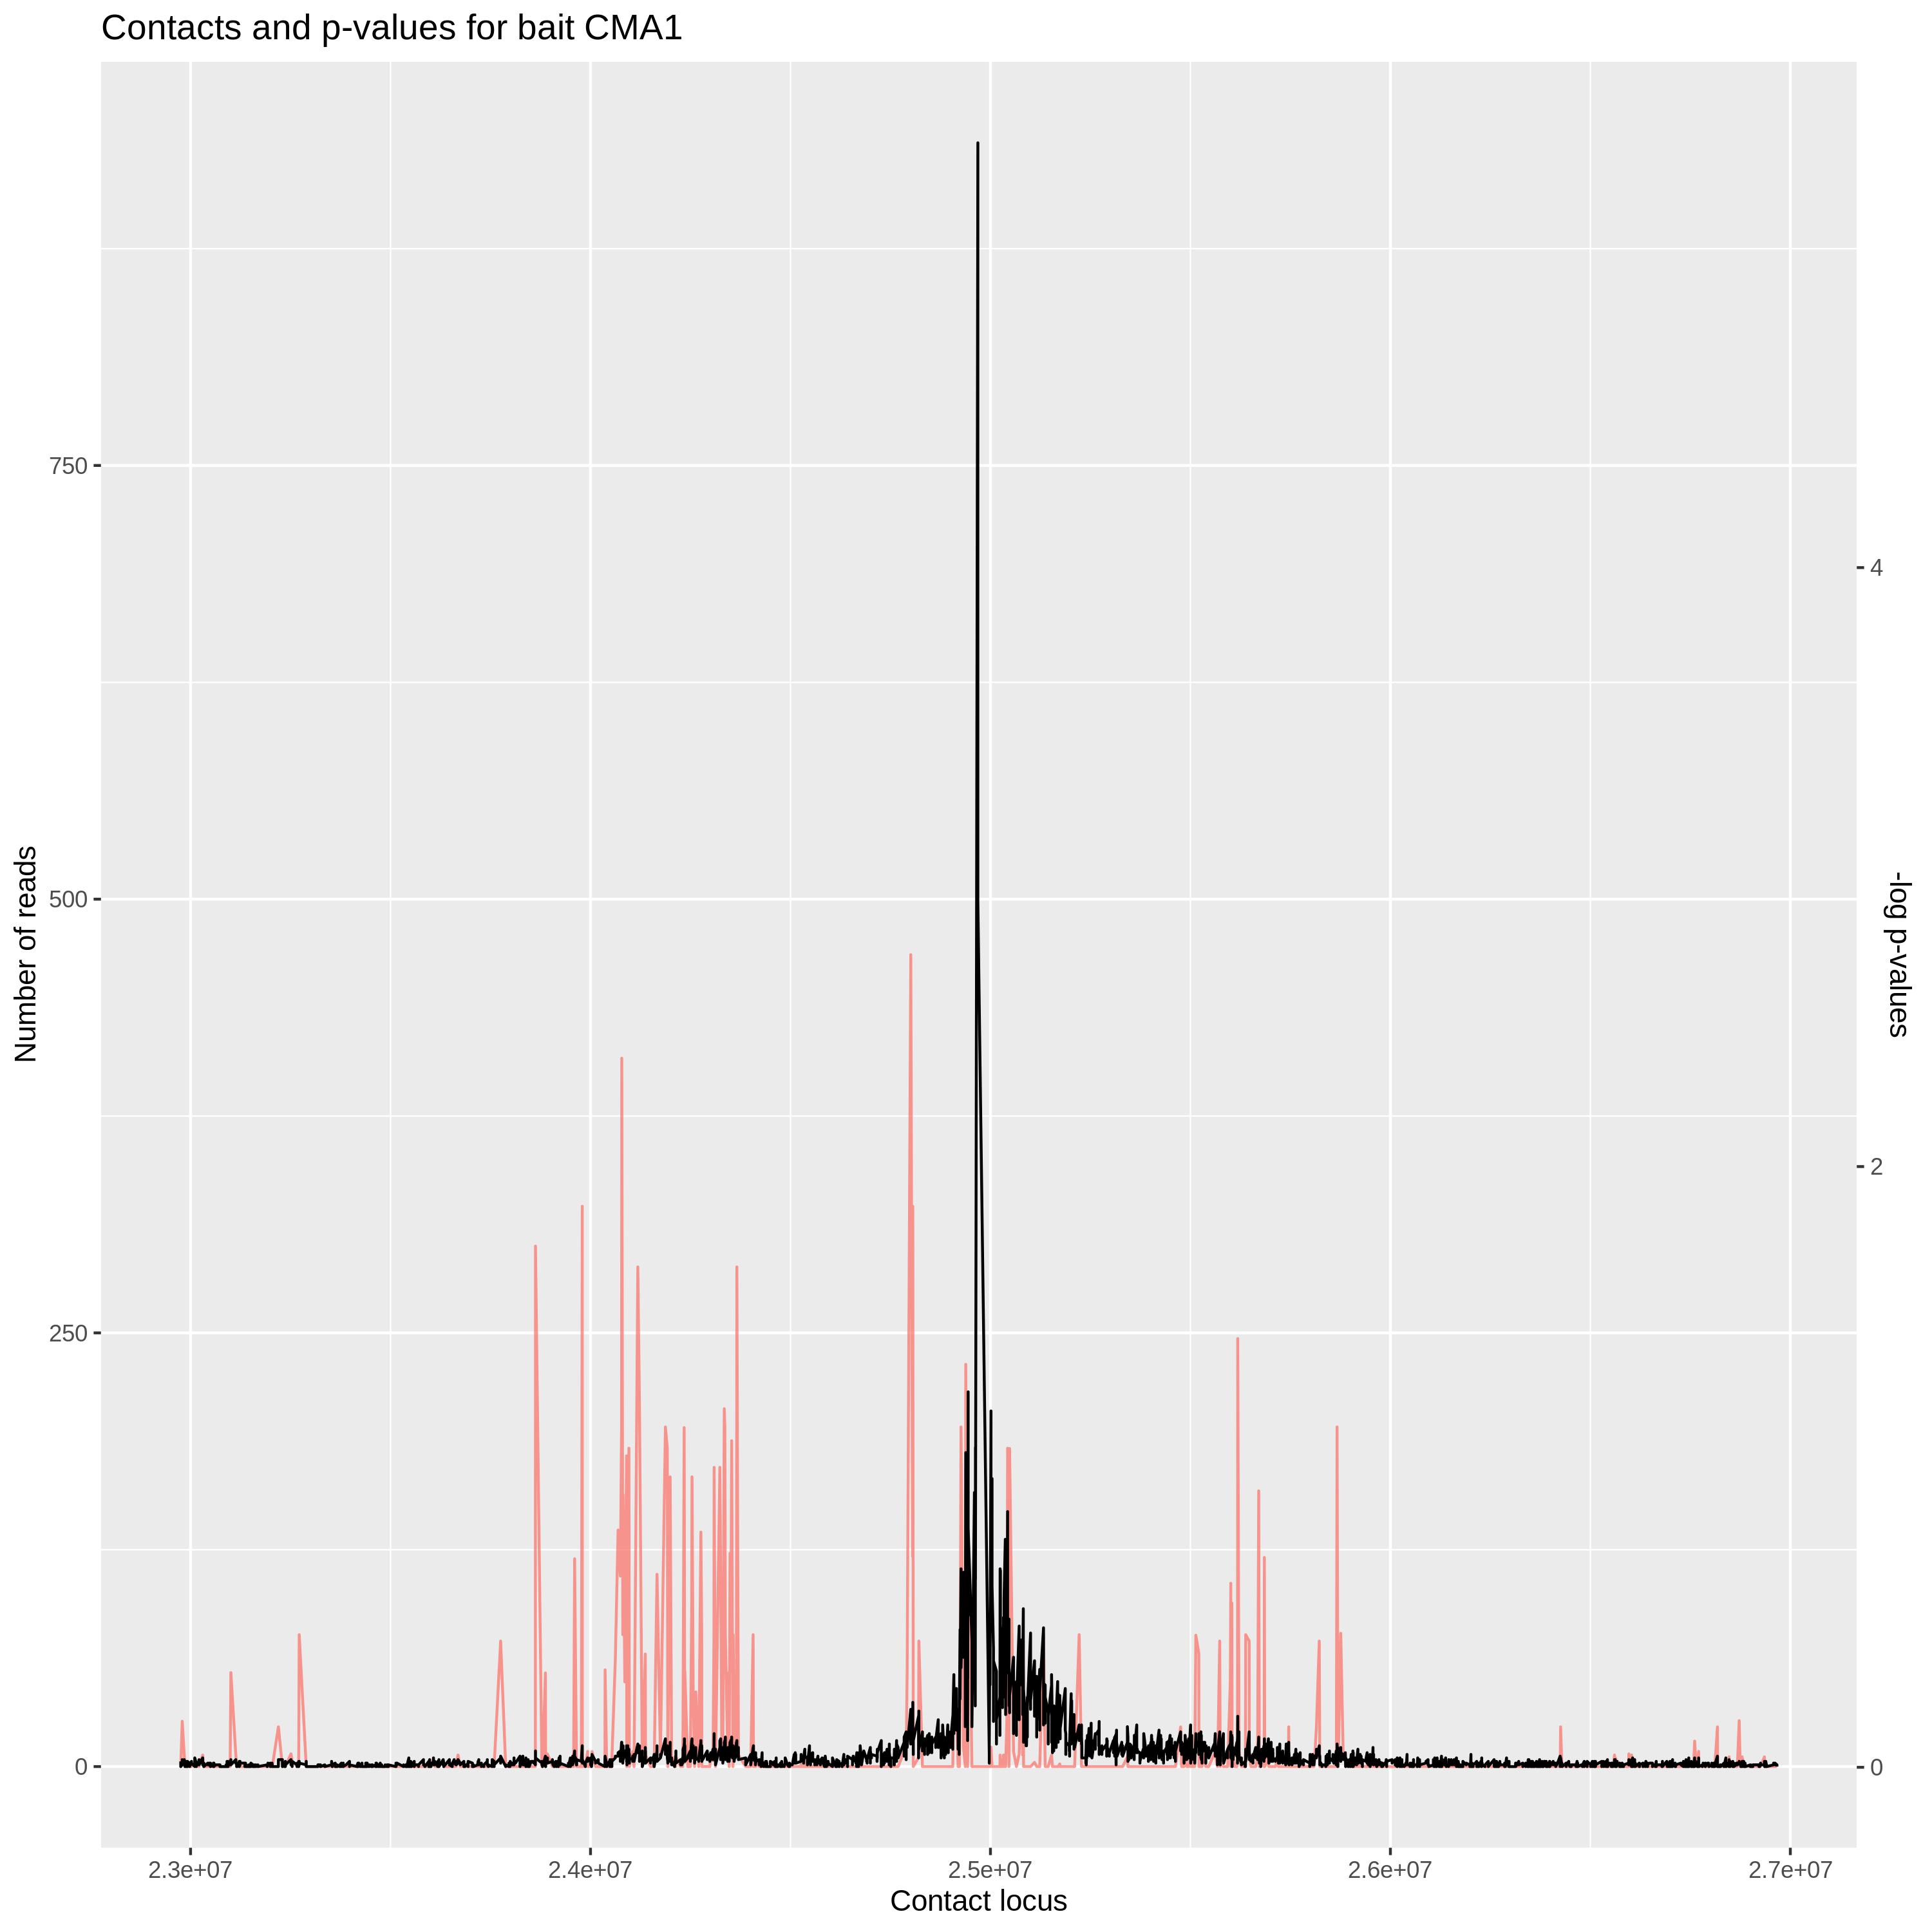 Contacts and p-values for bait CMA1
Number of reads
750
500
250
0
4
2
0
-log p-values
2.3e+07
2.4e+07
2.5e+07
2.6e+07
2.7e+07
Contact locus